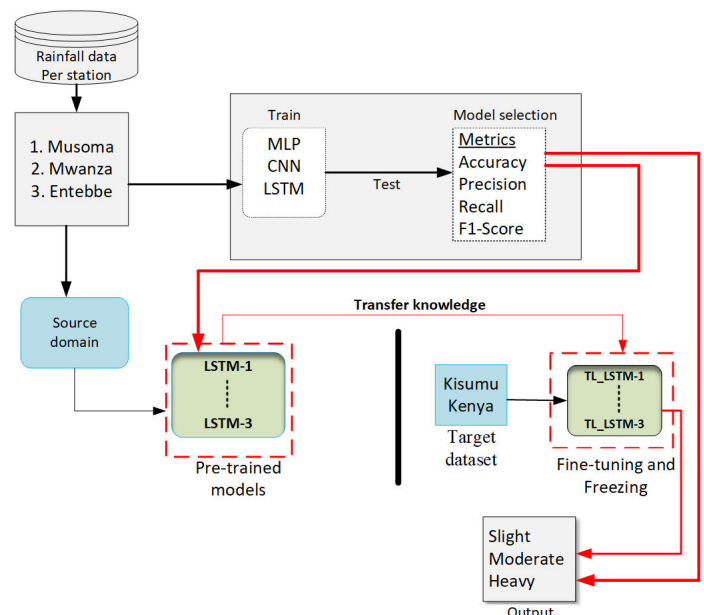 Rainfall data
Per station
1. Musoma
2. Mwanza
3. Entebbe
Train
MLP
CNN
LSTM
Test
Model selection
Metrics
Accuracy
Precision
Recall
F1-Score
Source
domain
Transfer knowledge
LSTM-1
LSTM-3
Pre-trained
models
Kisumu
Kenya
Target
dataset
TL_LSTM-1
TL_LSTM-3
Fine-tuning and
Freezing
Slight
Moderate
Heavy
Output